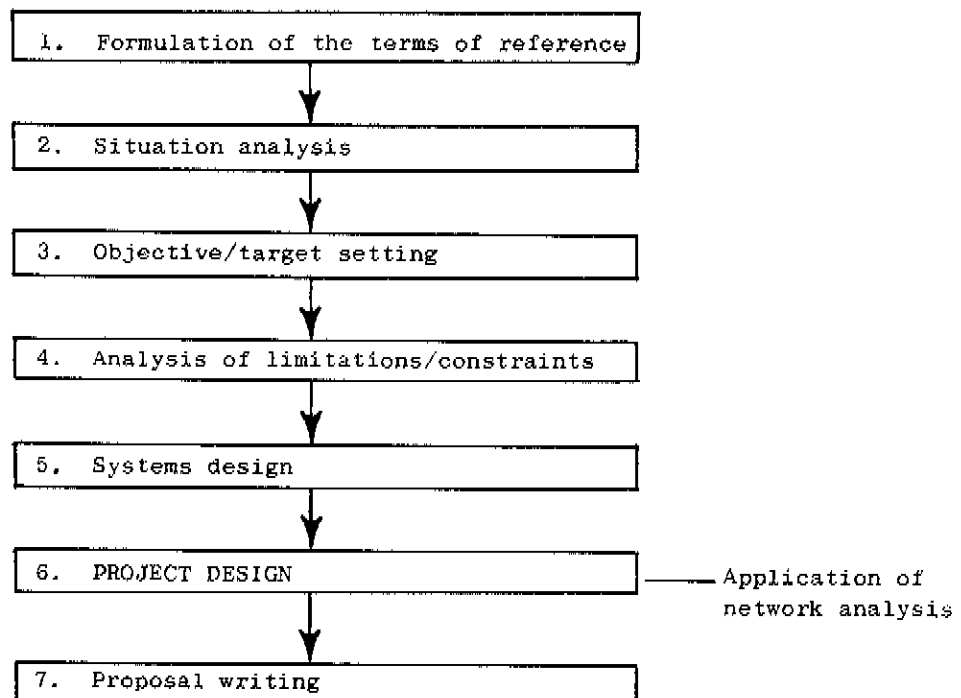 1. Formulation of the terms of reference
2. Situation analysis
3. Objective/target setting
4. Analysis of limitations/constraints
5. Systems design
6. PROJECT DESIGN
Application of
network analysis
7. Proposal writing